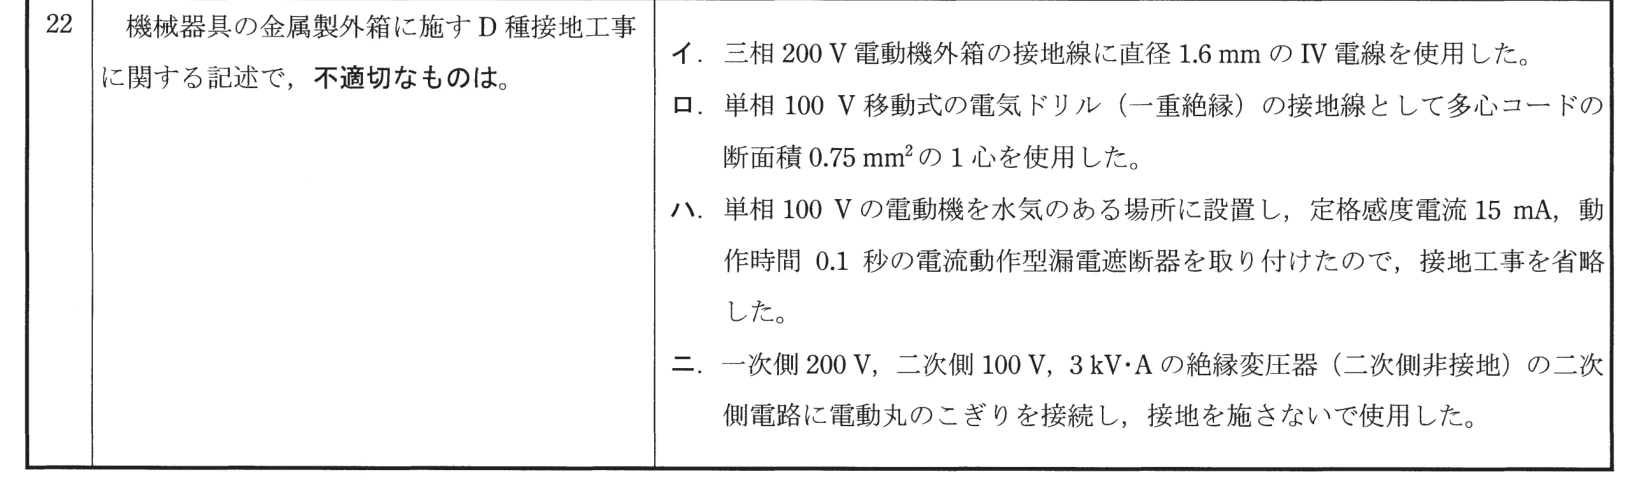 22
機械器具の金属製外箱に施す D 種接地工事
に関する記述で，不適切なものは。
イ．三相 200 V 電動機外箱の接地線に直径 1.6 mm の IV 電線を使用した。
ロ．単相 100 V 移動式の電気ドリル（一重絶縁）の接地線として多心コードの
断面積 0.75 mm²の 1 心を使用した。
ハ．単相 100 V の電動機を水気のある場所に設置し，定格感度電流 15 mA，動
作時間 0.1 秒の電流動作型漏電遮断器を取り付けたので，接地工事を省略
した。
ニ．一次側 200 V，二次側 100 V，3 kV･A の絶縁変圧器（二次側非接地）の二次
側電路に電動丸のこぎりを接続し，接地を施さないで使用した。